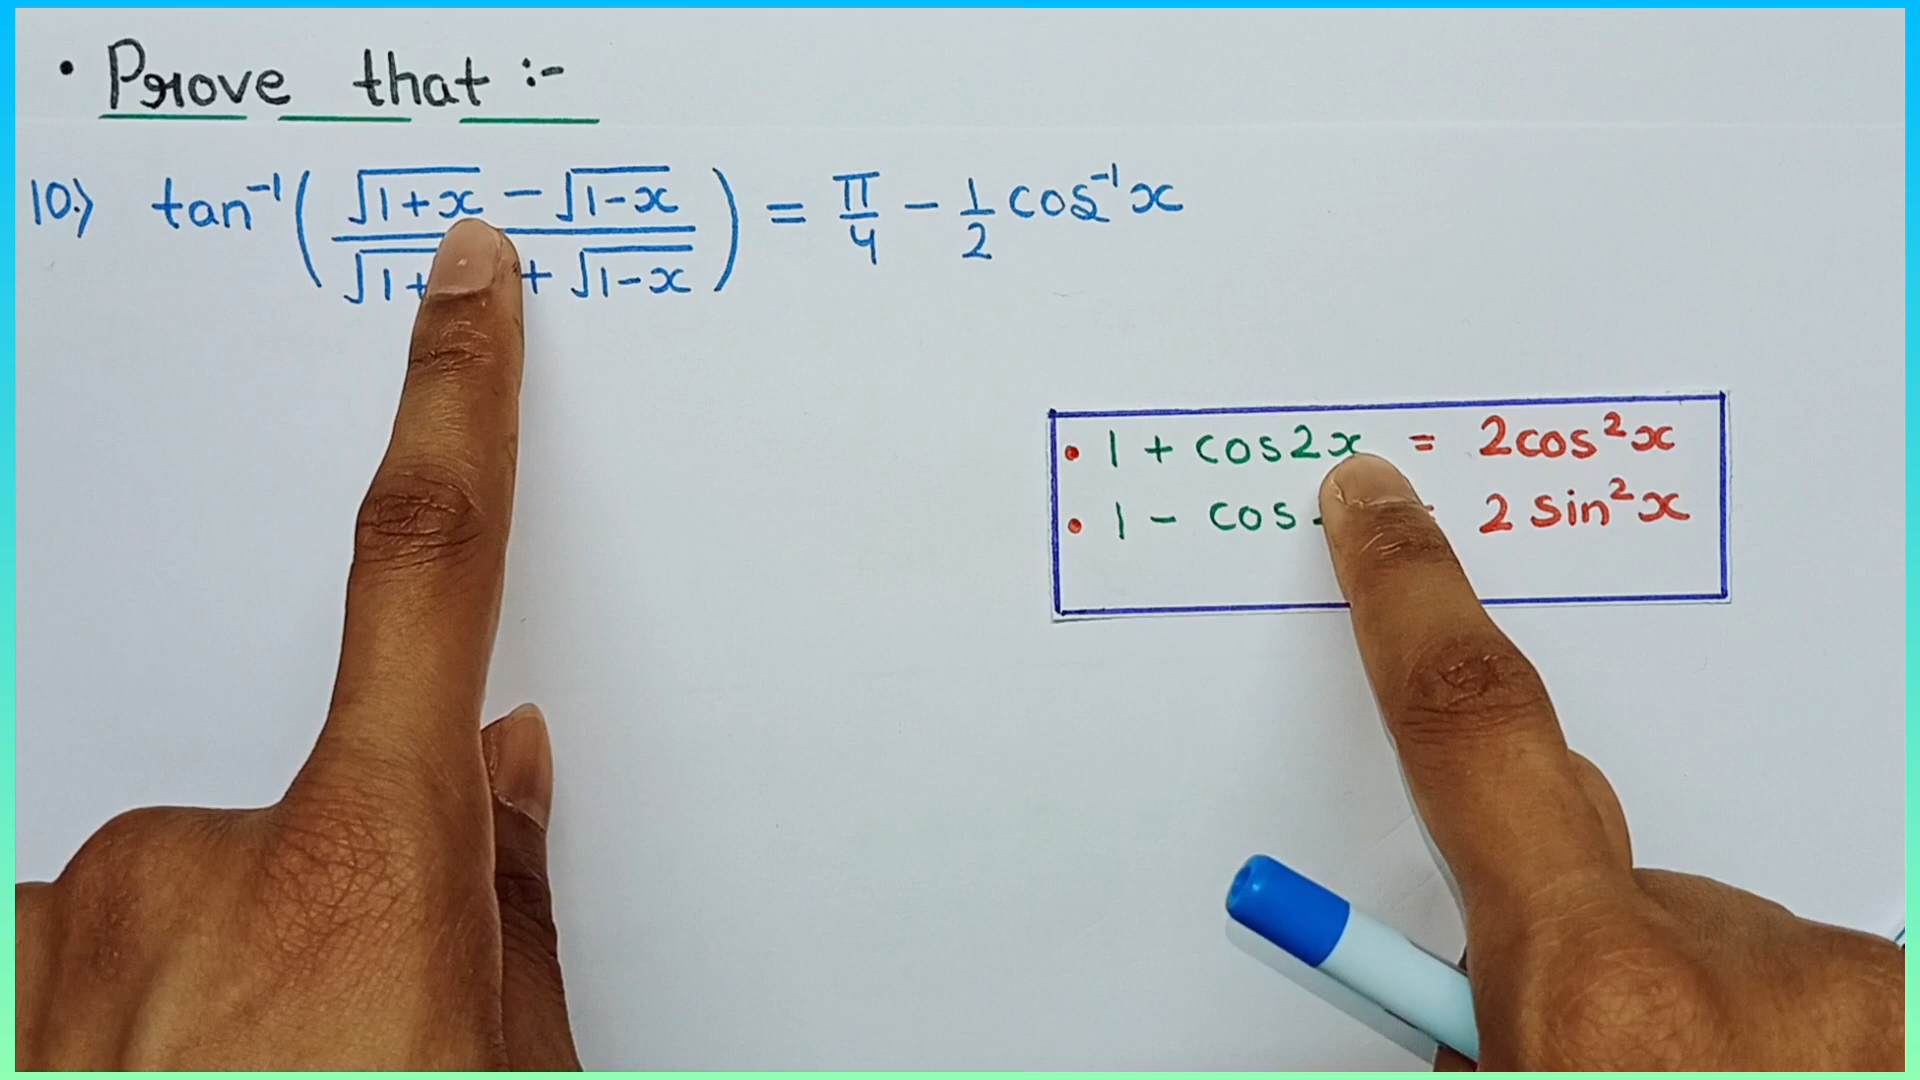 • Prove that :-
10.) tan⁻¹( (√1+x − √1−x) / (√1+ + √1−x) ) = π/4 − 1/2 cos⁻¹x
• 1 + cos2x = 2cos²x
• 1 − cos = 2 sin²x